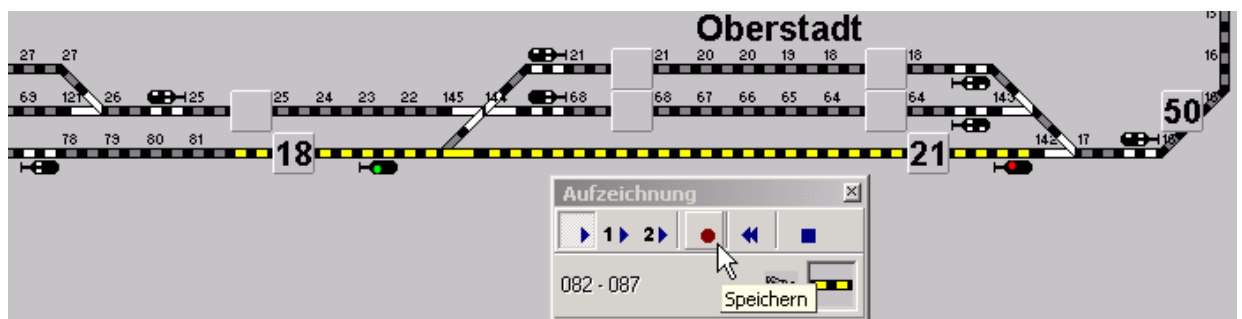 Oberstadt
15
27 27 21 21 20 20 19 18 18 16
69 121 26 25 25 24 23 22 145 144 68 68 67 66 65 64 64 143 50
78 79 80 81 18 21 142 17 16
Aufzeichnung
1 2
082 - 087
Speichern